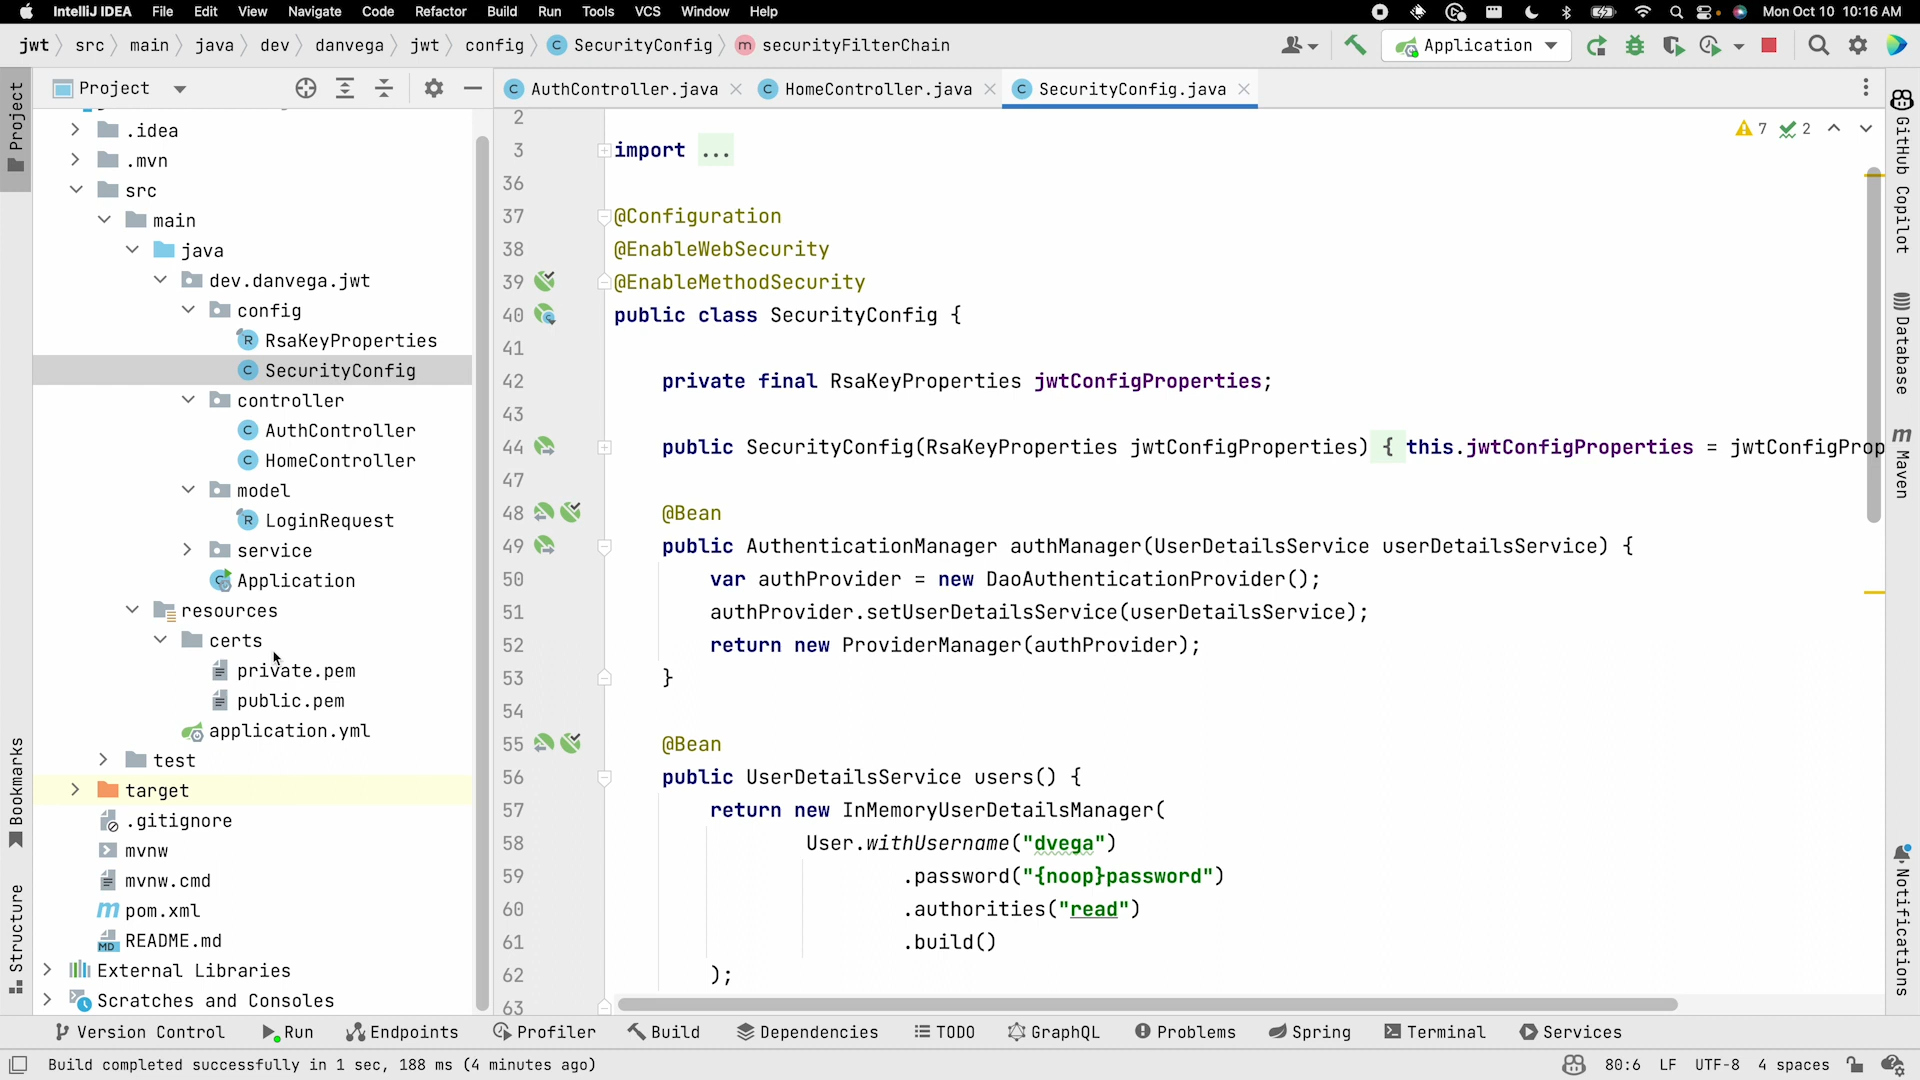 IntelliJ IDEA File Edit View Navigate Code Refactor Build Run Tools VCS Window Help Mon Oct 10 10:16 AM
jwt src main java dev danvega jwt config SecurityConfig securityFilterChain Application
Project
AuthController.java HomeController.java SecurityConfig.java
Project
.idea
.mvn
src
main
java
dev.danvega.jwt
config
RsaKeyProperties
SecurityConfig
controller
AuthController
HomeController
model
LoginRequest
service
Application
resources
certs
private.pem
public.pem
application.yml
test
target
.gitignore
mvnw
mvnw.cmd
pom.xml
README.md
External Libraries
Scratches and Consoles
Bookmarks
Structure
7 2
2
3 import ...
36
37 @Configuration
38 @EnableWebSecurity
39 @EnableMethodSecurity
40 public class SecurityConfig {
41
42 private final RsaKeyProperties jwtConfigProperties;
43
44 public SecurityConfig(RsaKeyProperties jwtConfigProperties) { this.jwtConfigProperties = jwtConfigProp
47
48 @Bean
49 public AuthenticationManager authManager(UserDetailsService userDetailsService) {
50 var authProvider = new DaoAuthenticationProvider();
51 authProvider.setUserDetailsService(userDetailsService);
52 return new ProviderManager(authProvider);
53 }
54
55 @Bean
56 public UserDetailsService users() {
57 return new InMemoryUserDetailsManager(
58 User.withUsername("dvega")
59 .password("{noop}password")
60 .authorities("read")
61 .build()
62 );
63
GitHub Copilot
Database
Maven
Notifications
Version Control Run Endpoints Profiler Build Dependencies TODO GraphQL Problems Spring Terminal Services
Build completed successfully in 1 sec, 188 ms (4 minutes ago) 80:6 LF UTF-8 4 spaces